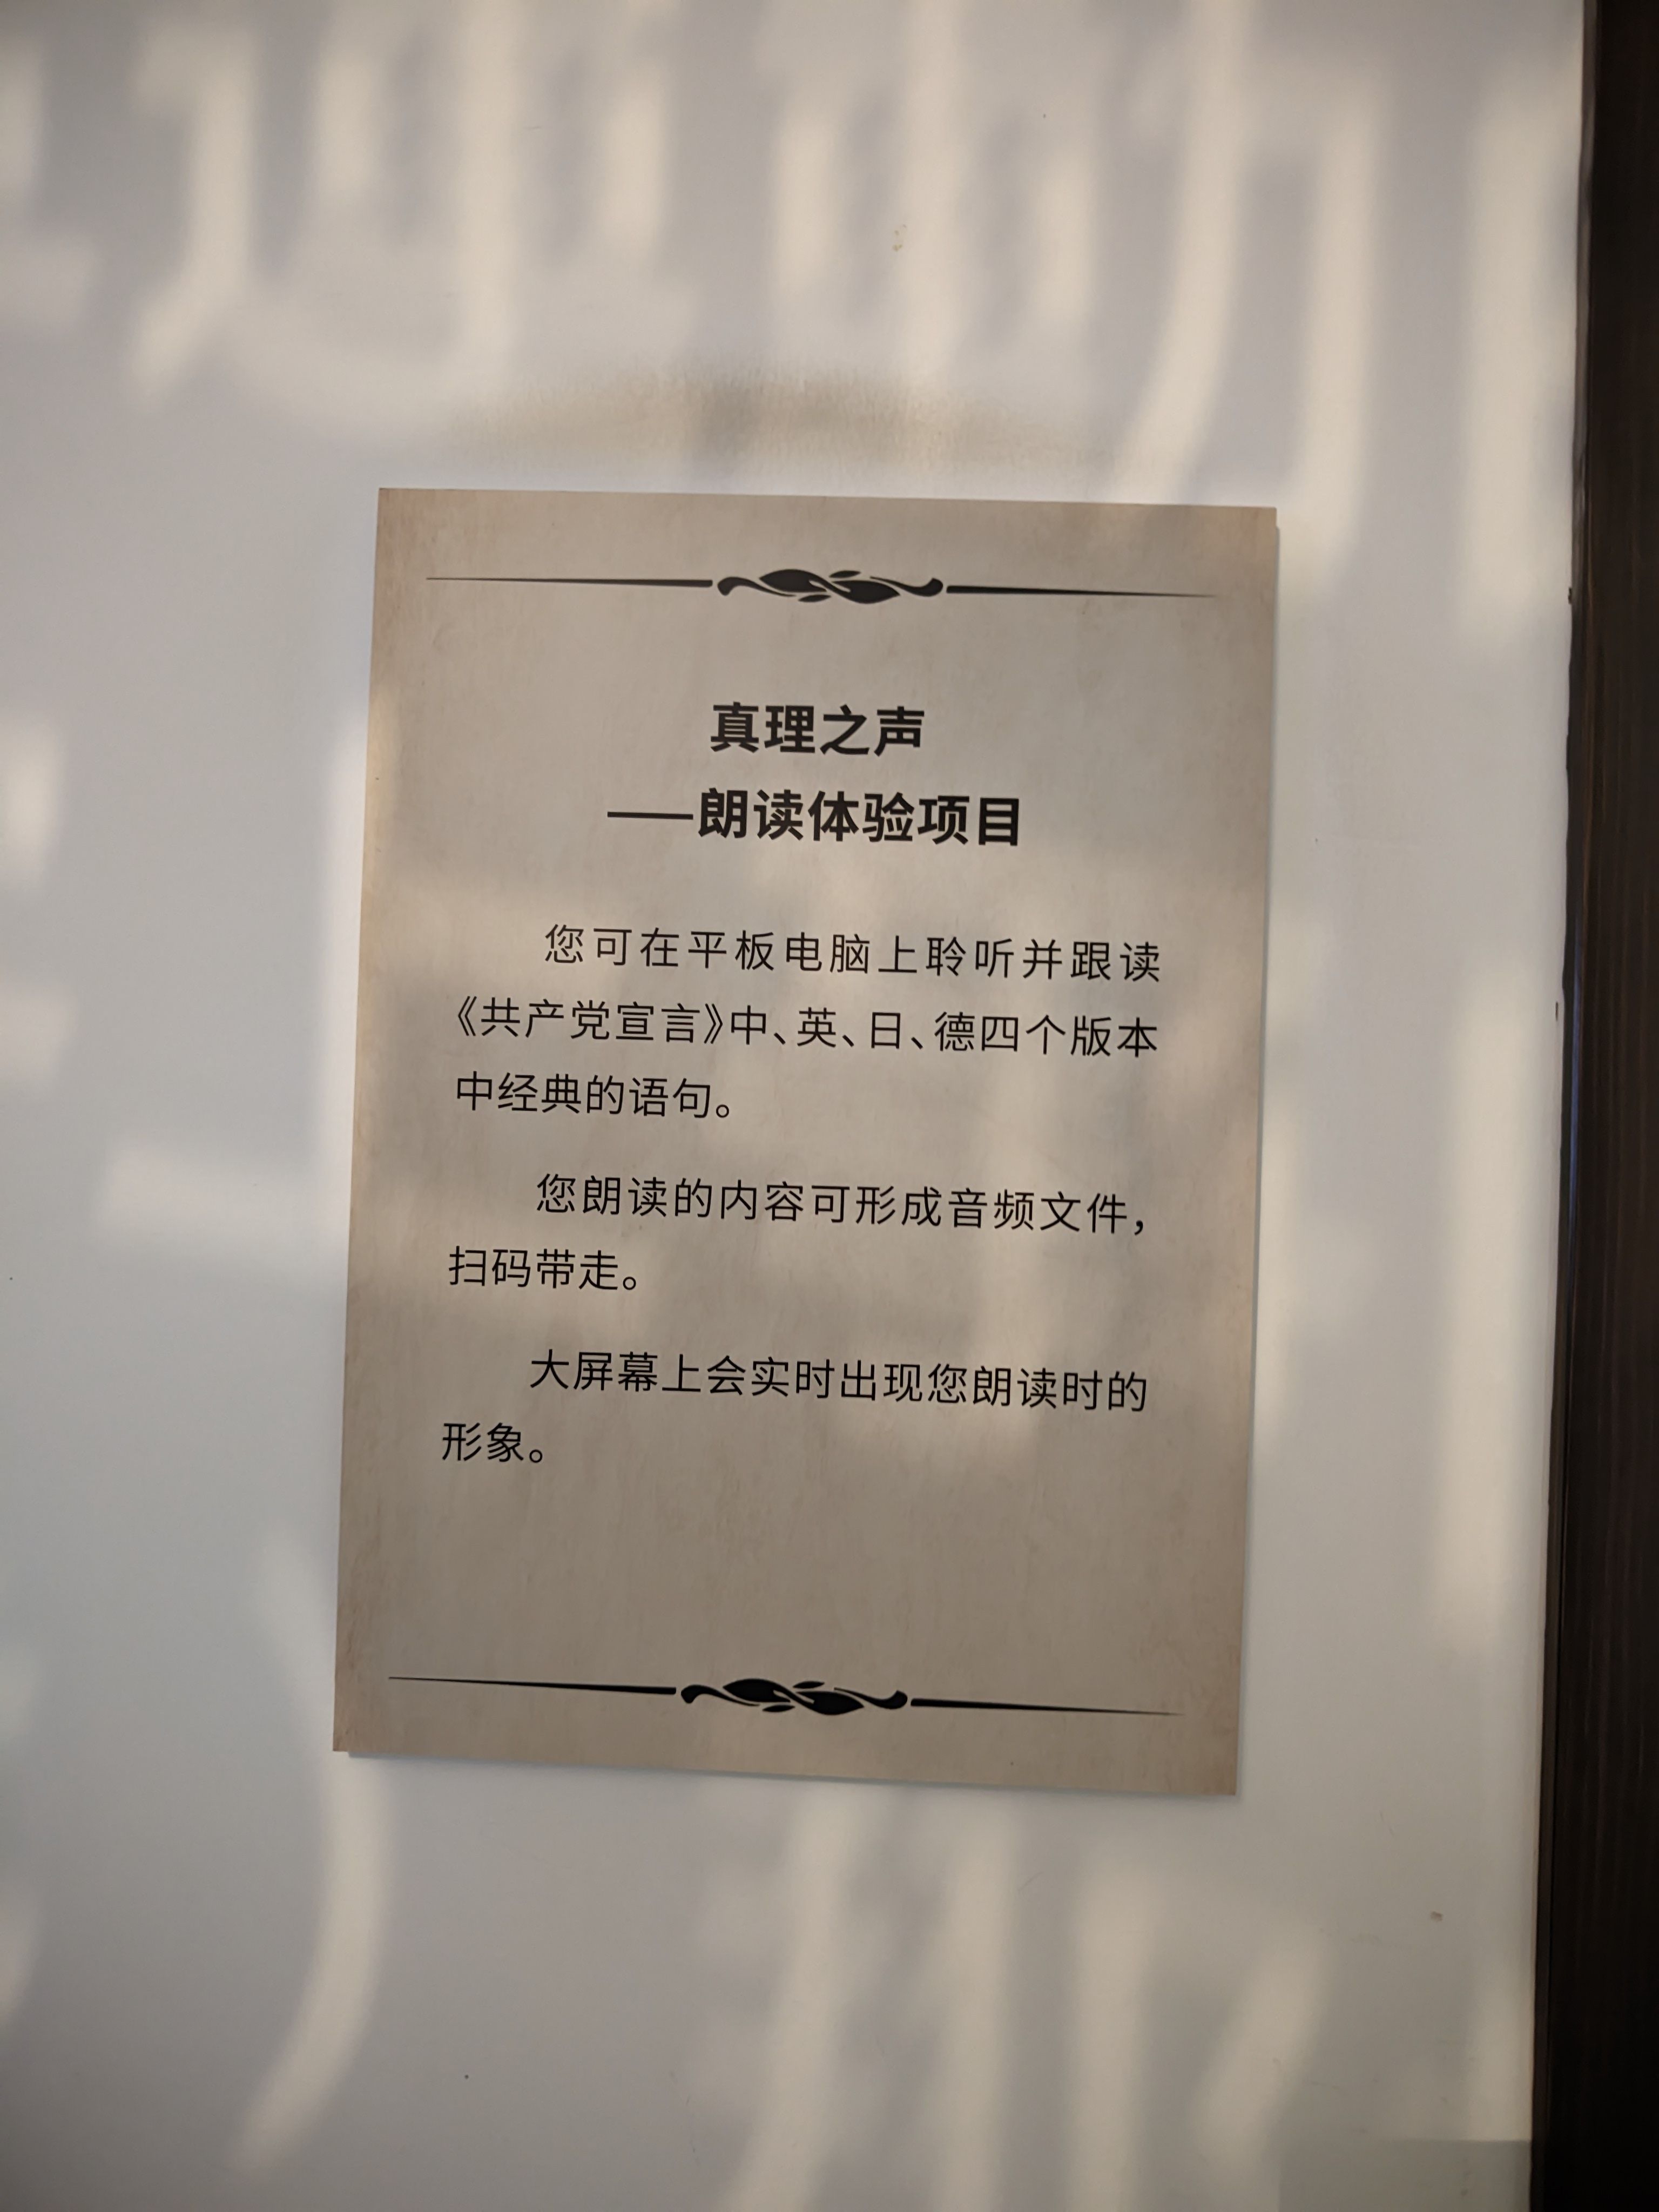 真理之声
——朗读体验项目
您可在平板电脑上聆听并跟读
《共产党宣言》中、英、日、德四个版本
中经典的语句。
您朗读的内容可形成音频文件，
扫码带走。
大屏幕上会实时出现您朗读时的
形象。